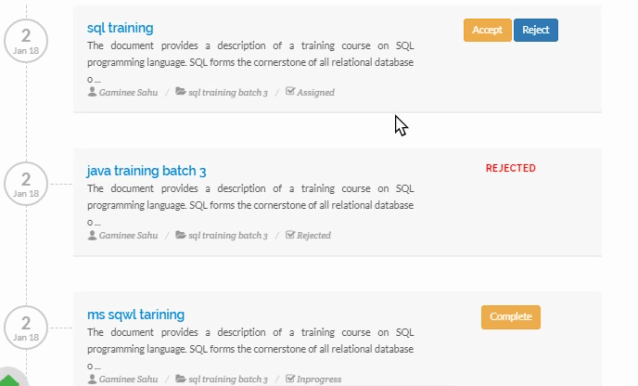 2
Jan 18
sql training
The document provides a description of a training course on SQL
programming language. SQL forms the cornerstone of all relational database
o ...
Gaminee Sahu / sql training batch 3 / Assigned
Accept Reject
2
Jan 18
java training batch 3
The document provides a description of a training course on SQL
programming language. SQL forms the cornerstone of all relational database
o ...
Gaminee Sahu / sql training batch 3 / Rejected
REJECTED
2
Jan 18
ms sqwl tarining
The document provides a description of a training course on SQL
programming language. SQL forms the cornerstone of all relational database
o ...
Gaminee Sahu / sql training batch 3 / Inprogress
Complete